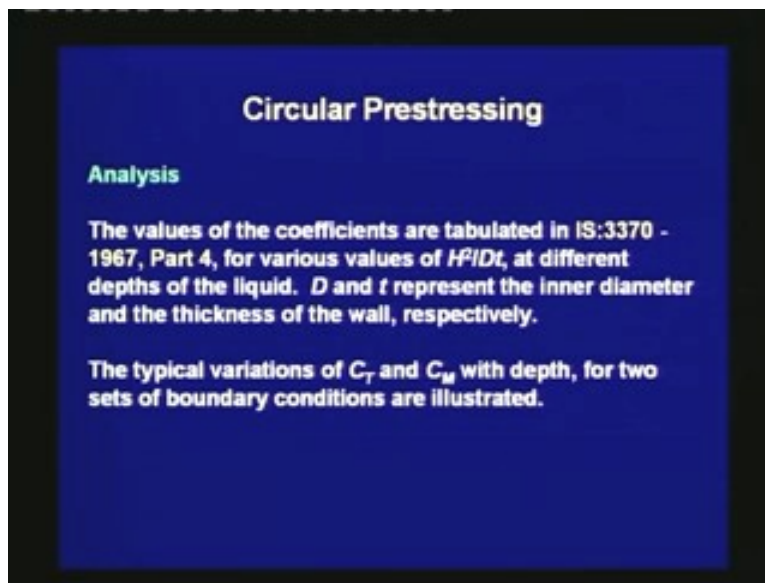 Circular Prestressing
Analysis
The values of the coefficients are tabulated in IS:3370 -
1967, Part 4, for various values of H²/Dt, at different
depths of the liquid. D and t represent the inner diameter
and the thickness of the wall, respectively.
The typical variations of C_T and C_M with depth, for two
sets of boundary conditions are illustrated.